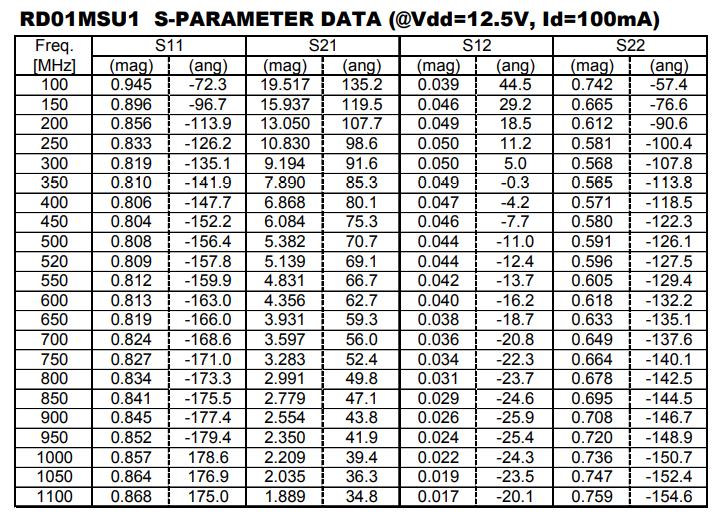 RD01MSU1 S-PARAMETER DATA (@Vdd=12.5V, Id=100mA)
Freq. S11 S21 S12 S22
[MHz] (mag) (ang) (mag) (ang) (mag) (ang) (mag) (ang)
100 0.945 -72.3 19.517 135.2 0.039 44.5 0.742 -57.4
150 0.896 -96.7 15.937 119.5 0.046 29.2 0.665 -76.6
200 0.856 -113.9 13.050 107.7 0.049 18.5 0.612 -90.6
250 0.833 -126.2 10.830 98.6 0.050 11.2 0.581 -100.4
300 0.819 -135.1 9.194 91.6 0.050 5.0 0.568 -107.8
350 0.810 -141.9 7.890 85.3 0.049 -0.3 0.565 -113.8
400 0.806 -147.7 6.868 80.1 0.047 -4.2 0.571 -118.5
450 0.804 -152.2 6.084 75.3 0.046 -7.7 0.580 -122.3
500 0.808 -156.4 5.382 70.7 0.044 -11.0 0.591 -126.1
520 0.809 -157.8 5.139 69.1 0.044 -12.4 0.596 -127.5
550 0.812 -159.9 4.831 66.7 0.042 -13.7 0.605 -129.4
600 0.813 -163.0 4.356 62.7 0.040 -16.2 0.618 -132.2
650 0.819 -166.0 3.931 59.3 0.038 -18.7 0.633 -135.1
700 0.824 -168.6 3.597 56.0 0.036 -20.8 0.649 -137.6
750 0.827 -171.0 3.283 52.4 0.034 -22.3 0.664 -140.1
800 0.834 -173.3 2.991 49.8 0.031 -23.7 0.678 -142.5
850 0.841 -175.5 2.779 47.1 0.029 -24.6 0.695 -144.5
900 0.845 -177.4 2.554 43.8 0.026 -25.9 0.708 -146.7
950 0.852 -179.4 2.350 41.9 0.024 -25.4 0.720 -148.9
1000 0.857 178.6 2.209 39.4 0.022 -24.3 0.736 -150.7
1050 0.864 176.9 2.035 36.3 0.019 -23.5 0.747 -152.4
1100 0.868 175.0 1.889 34.8 0.017 -20.1 0.759 -154.6